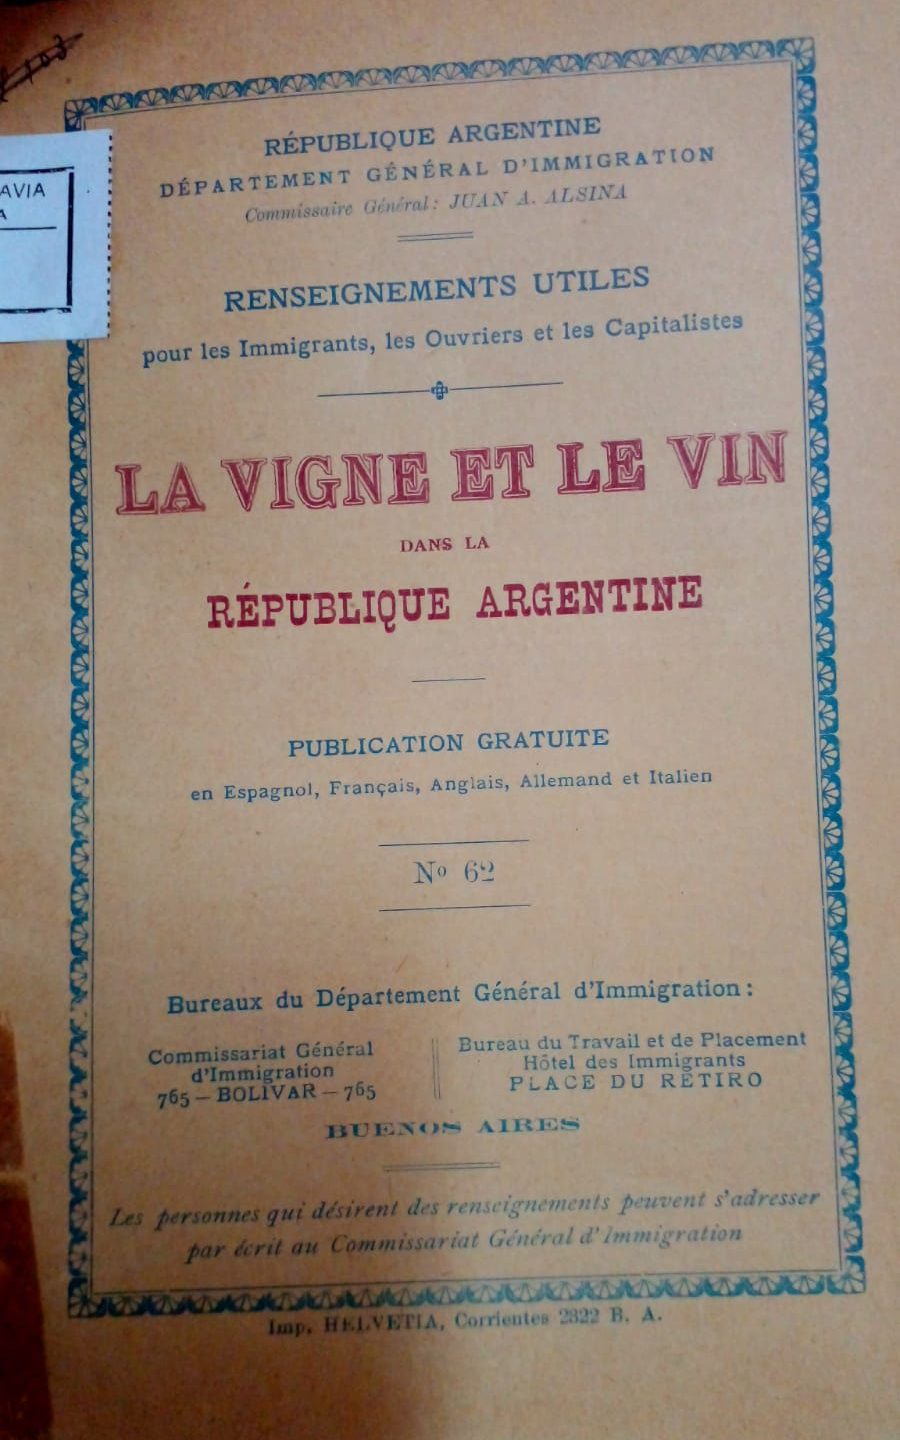 103
AVIA
A
RÉPUBLIQUE ARGENTINE
DÉPARTEMENT GÉNÉRAL D'IMMIGRATION
Commissaire Général: JUAN A. ALSINA
RENSEIGNEMENTS UTILES
pour les Immigrants, les Ouvriers et les Capitalistes
LA VIGNE ET LE VIN
DANS LA
RÉPUBLIQUE ARGENTINE
PUBLICATION GRATUITE
en Espagnol, Français, Anglais, Allemand et Italien
Nº 62
Bureaux du Département Général d'Immigration:
Commissariat Général
d'Immigration
765 — BOLIVAR — 765
Bureau du Travail et de Placement
Hôtel des Immigrants
PLACE DU RETIRO
BUENOS AIRES
Les personnes qui désirent des renseignements peuvent s'adresser
par écrit au Commissariat Général d'Immigration
Imp. HELVETIA, Corrientes 2322 B. A.